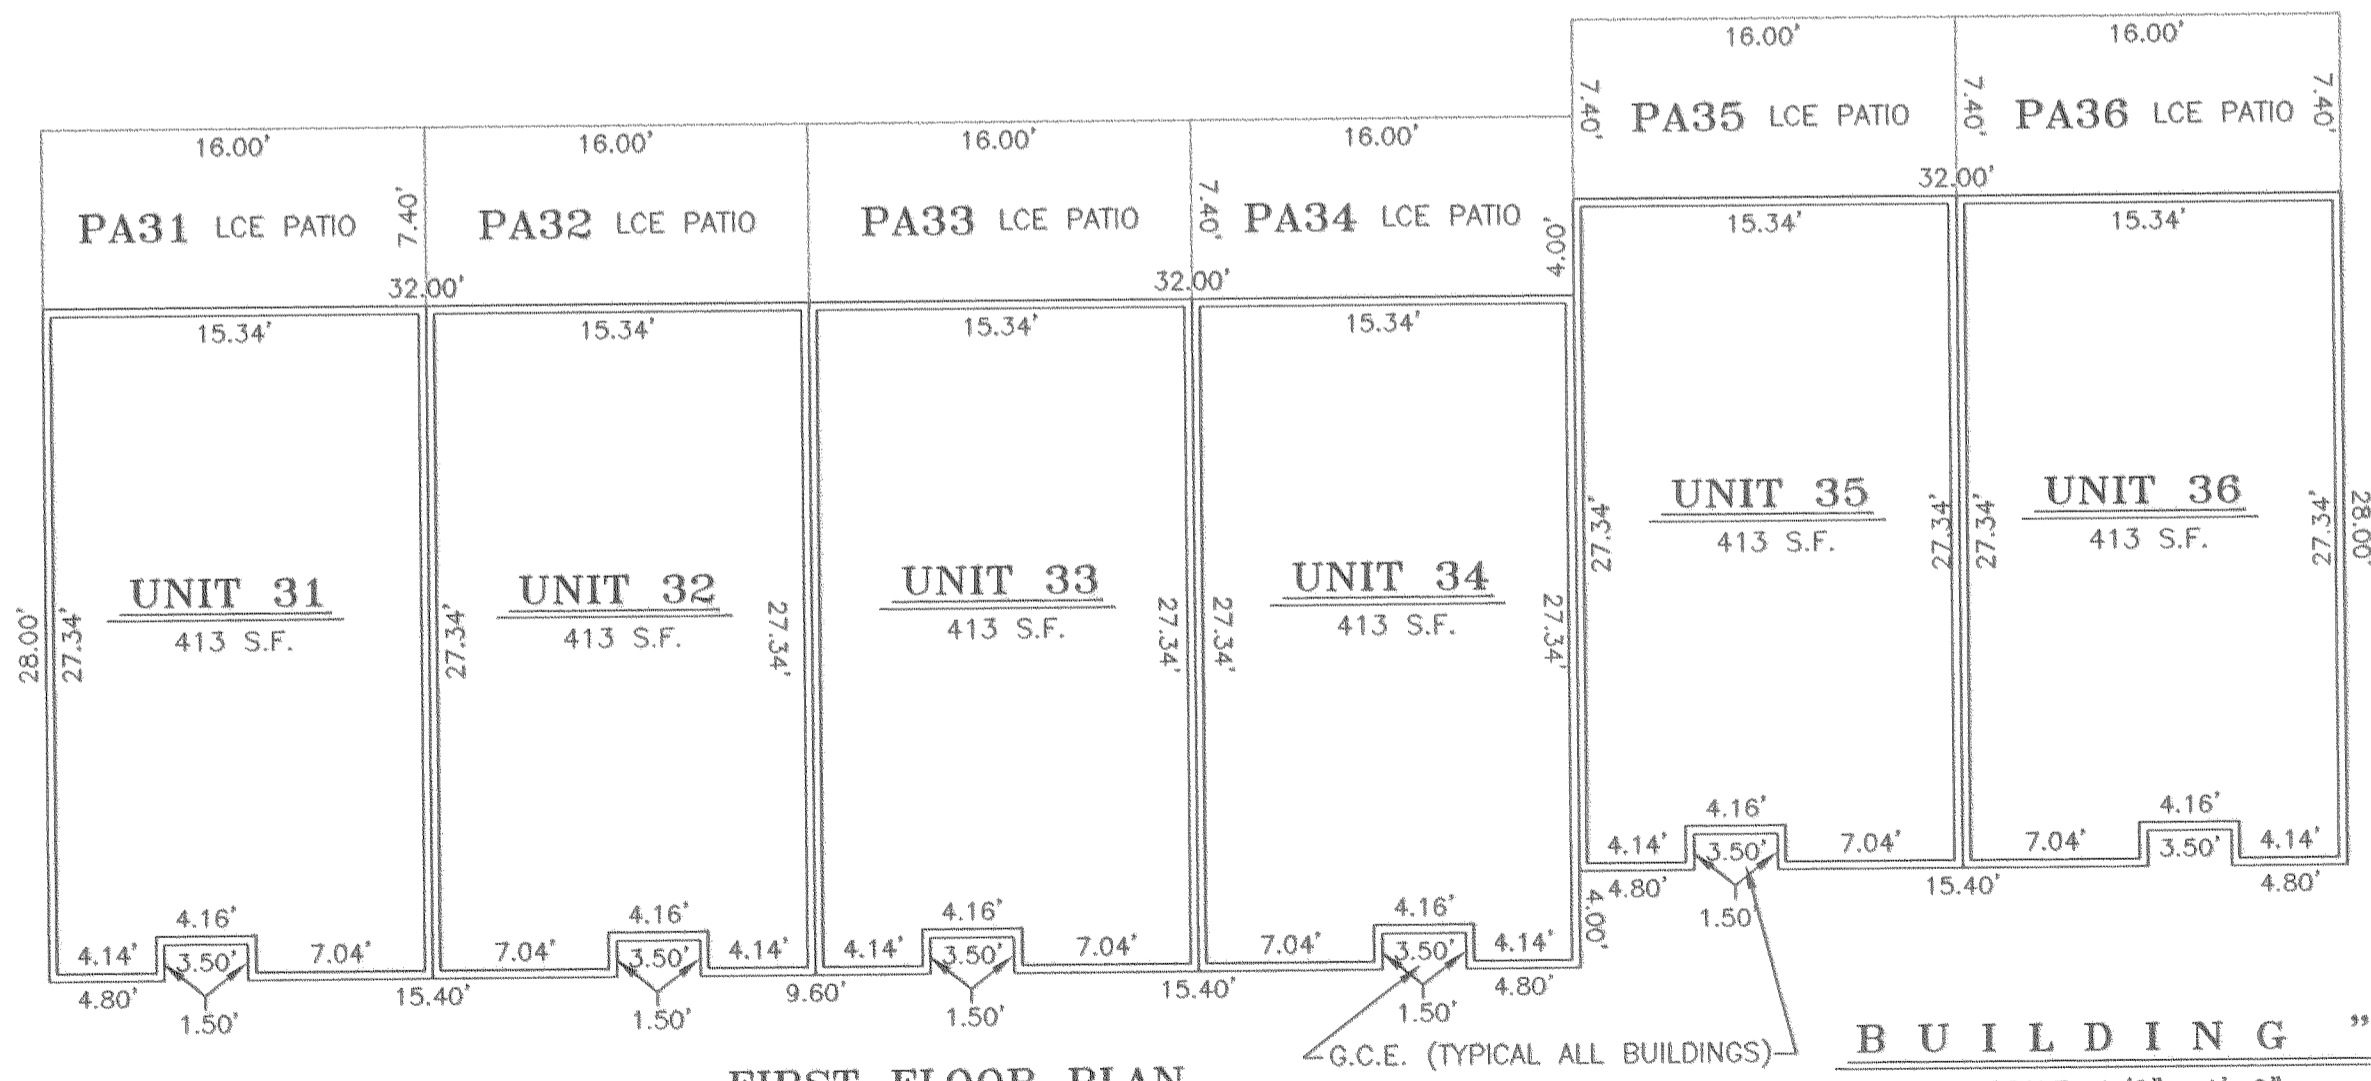 16.00' 16.00'
7.40' PA35 LCE PATIO 7.40' PA36 LCE PATIO 7.40'
16.00' 16.00' 16.00' 16.00'
PA31 LCE PATIO 7.40' PA32 LCE PATIO PA33 LCE PATIO 7.40' PA34 LCE PATIO 4.00'
32.00'
15.34' 15.34'
32.00' 32.00'
15.34' 15.34' 15.34' 15.34'
27.34' UNIT 35 27.34' 27.34' UNIT 36 27.34' 28.00'
413 S.F. 413 S.F.
28.00' 27.34' UNIT 31 27.34' UNIT 32 27.34' UNIT 33 27.34' 27.34' UNIT 34 27.34'
413 S.F. 413 S.F. 413 S.F. 413 S.F.
4.16' 4.16'
4.14' 3.50' 7.04' 7.04' 3.50' 4.14'
4.80' 15.40' 4.80'
1.50'
4.00'
4.16' 4.16' 4.16' 4.16'
4.14' 3.50' 7.04' 7.04' 3.50' 4.14' 4.14' 3.50' 7.04' 7.04' 3.50' 4.14'
4.80' 15.40' 9.60' 15.40' 4.80'
1.50' 1.50' 1.50' 1.50'
G.C.E. (TYPICAL ALL BUILDINGS)
BUILDING "
FIRST FLOOR PLAN